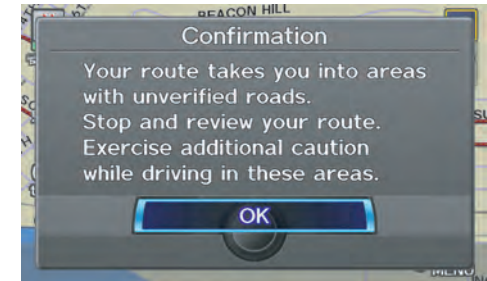 BEACON HILL
Confirmation
Your route takes you into areas
with unverified roads.
Stop and review your route.
Exercise additional caution
while driving in these areas.
OK
MENU